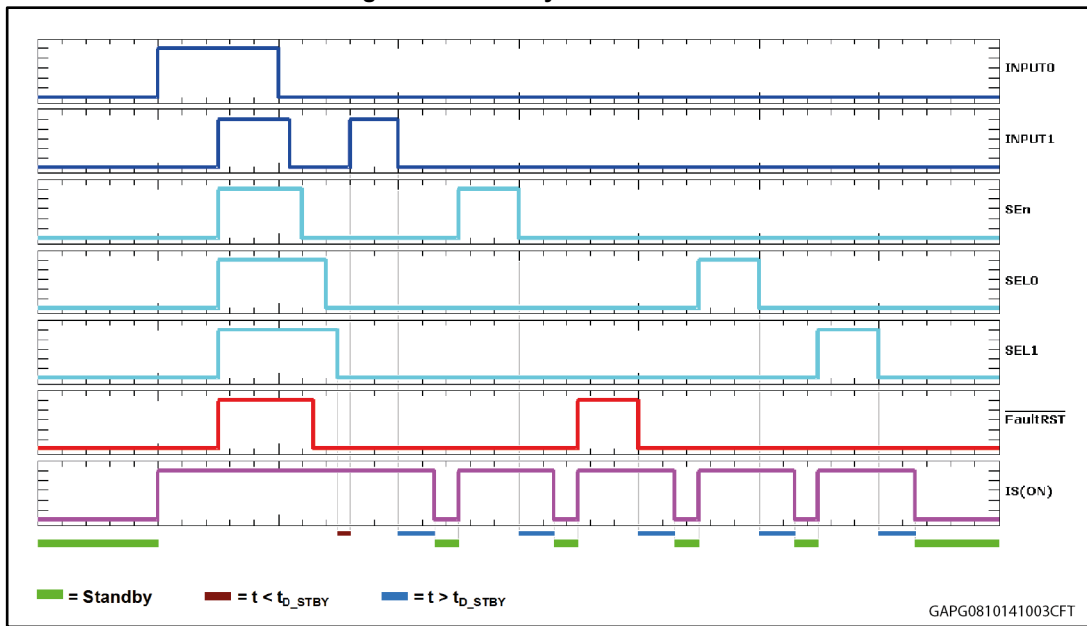 INPUT0
INPUT1
SEn
SEL0
SEL1
FaultRST
IS(ON)
= Standby
= t < tD_STBY
= t > tD_STBY
GAPG0810141003CFT